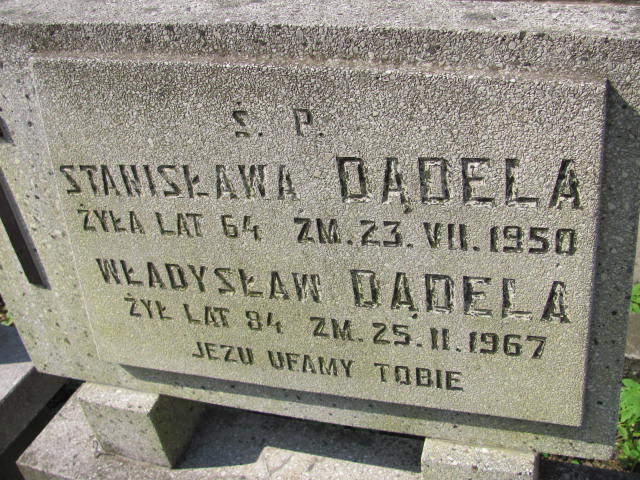 Ś. P.
STANISŁAWA DĄDELA
ŻYŁA LAT 64 ZM. 23. VII. 1950
WŁADYSŁAW DĄDELA
ŻYŁ LAT 84 ZM. 25. II. 1967
JEZU UFAMY TOBIE